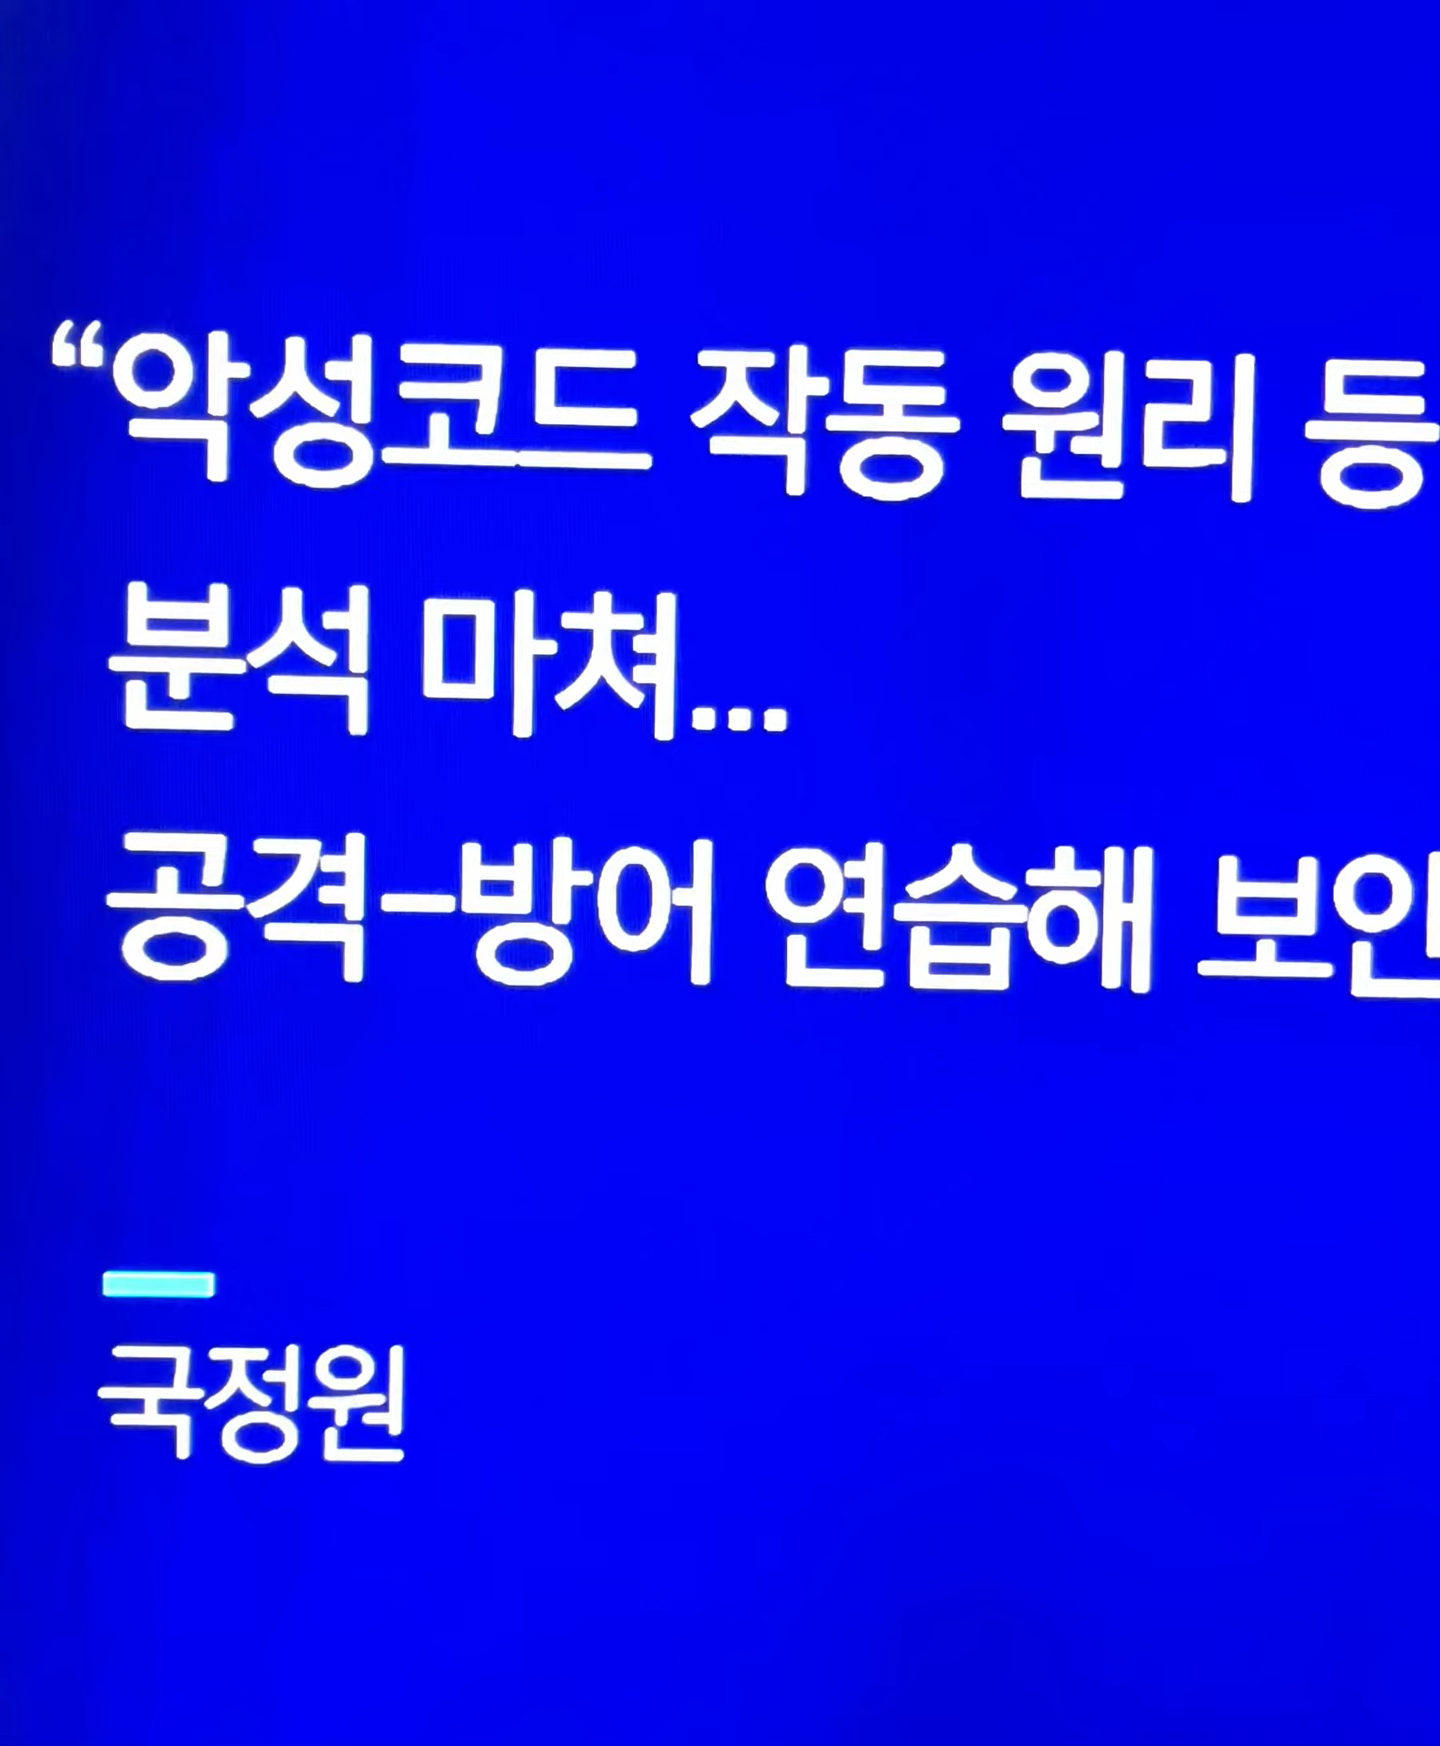 “악성코드 작동 원리 등
분석 마쳐...
공격-방어 연습해 보안
국정원